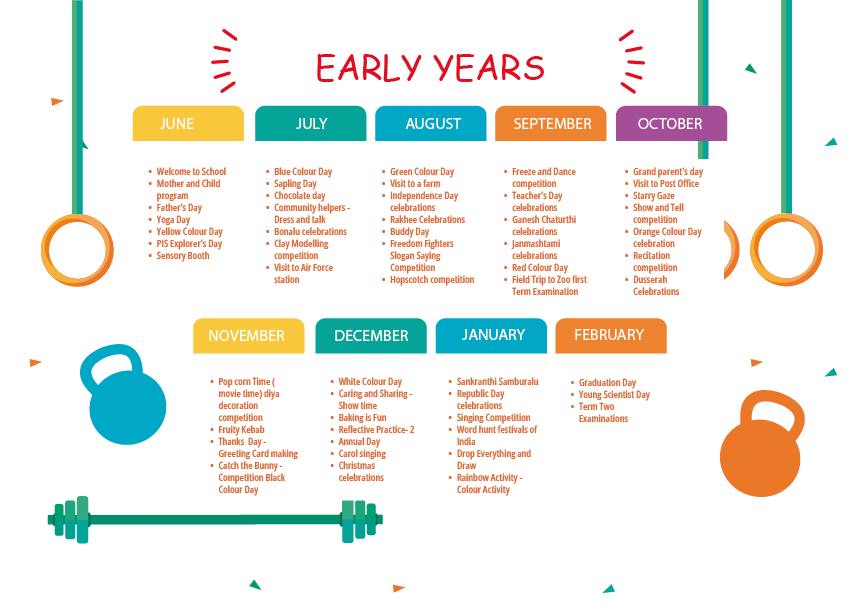 EARLY YEARS
JUNE
• Welcome to School
• Mother and Child
program
• Father's Day
• Yoga Day
• Yellow Colour Day
• PIS Explorer's Day
• Sensory Booth
JULY
• Blue Colour Day
• Sapling Day
• Chocolate day
• Community helpers -
Dress and talk
• Bonalu celebrations
• Clay Modelling
competition
• Visit to Air Force
station
AUGUST
• Green Colour Day
• Visit to a farm
• Independence Day
celebrations
• Rakhee Celebrations
• Buddy Day
• Freedom Fighters
Slogan Saying
Competition
• Hopscotch competition
SEPTEMBER
• Freeze and Dance
competition
• Teacher's Day
celebrations
• Ganesh Chaturthi
celebrations
• Janmashtami
celebrations
• Red Colour Day
• Field Trip to Zoo first
Term Examination
OCTOBER
• Grand parent's day
• Visit to Post Office
• Starry Gaze
• Show and Tell
competition
• Orange Colour Day
celebration
• Recitation
competition
• Dusserah
Celebrations
NOVEMBER
• Pop corn Time (
movie time) diya
decoration
competition
• Fruity Kebab
• Thanks Day -
Greeting Card making
• Catch the Bunny -
Competition Black
Colour Day
DECEMBER
• White Colour Day
• Caring and Sharing -
Show time
• Baking is Fun
• Reflective Practice- 2
• Annual Day
• Carol singing
• Christmas
celebrations
JANUARY
• Sankranthi Samburalu
• Republic Day
celebrations
• Singing Competition
• Word hunt festivals of
India
• Drop Everything and
Draw
• Rainbow Activity -
Colour Activity
FEBRUARY
• Graduation Day
• Young Scientist Day
• Term Two
Examinations